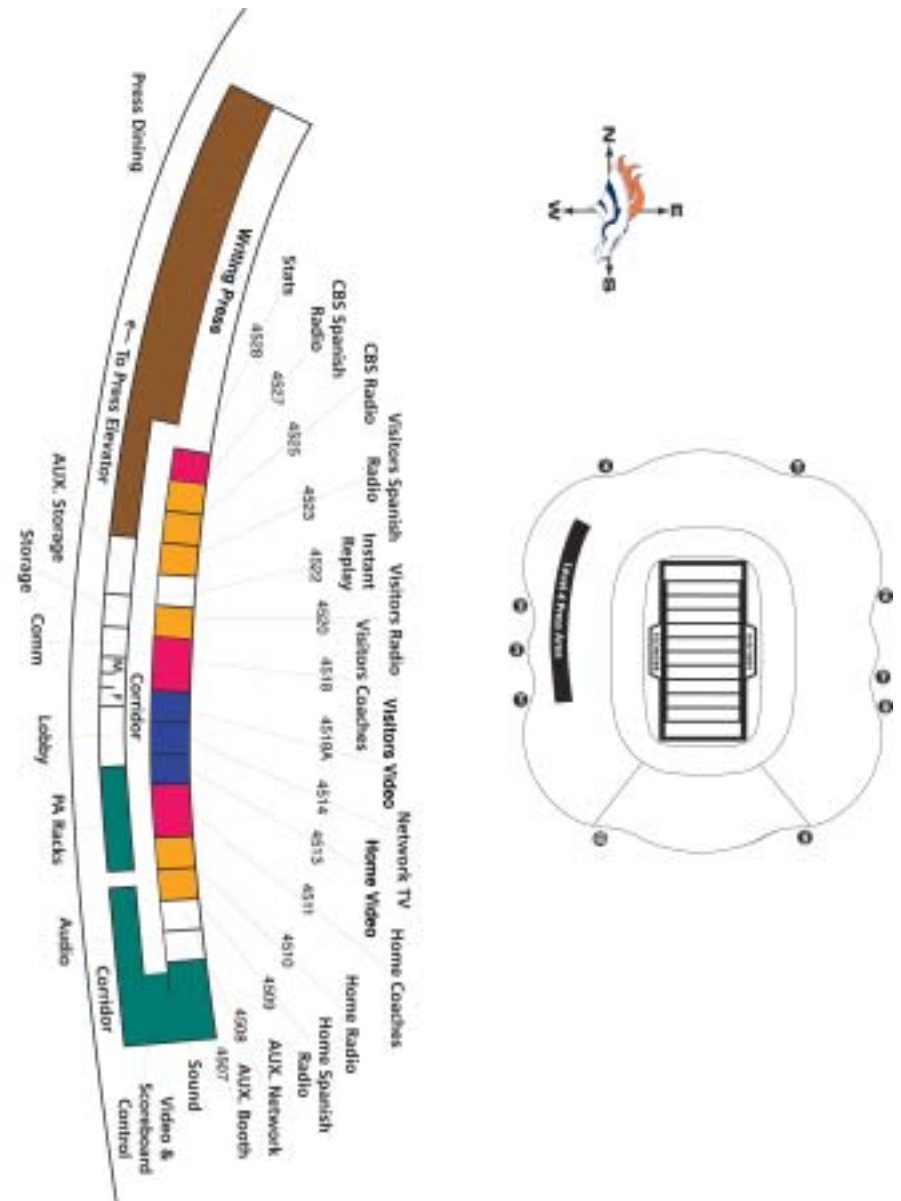 Press Dining
Writing Press
To Press Elevator
Stats
4528
CBS Spanish
Radio
4527
CBS Radio
4525
Visitors Spanish
Radio
4523
Visitors Radio
Instant
Replay
4522
Visitors Coaches
4520
Visitors Video
4518
4518A
Network TV
4514
Home Video
4513
Home Coaches
4511
Home Radio
4510
Home Spanish
Radio
4509
AUX. Network
4508
AUX. Booth
4507
Sound
Video &
Scoreboard
Control
AUX. Storage
Storage
Comm
M
F
Corridor
Lobby
PA Racks
Audio
Corridor
N
E
W
S
Level 4 Press Area